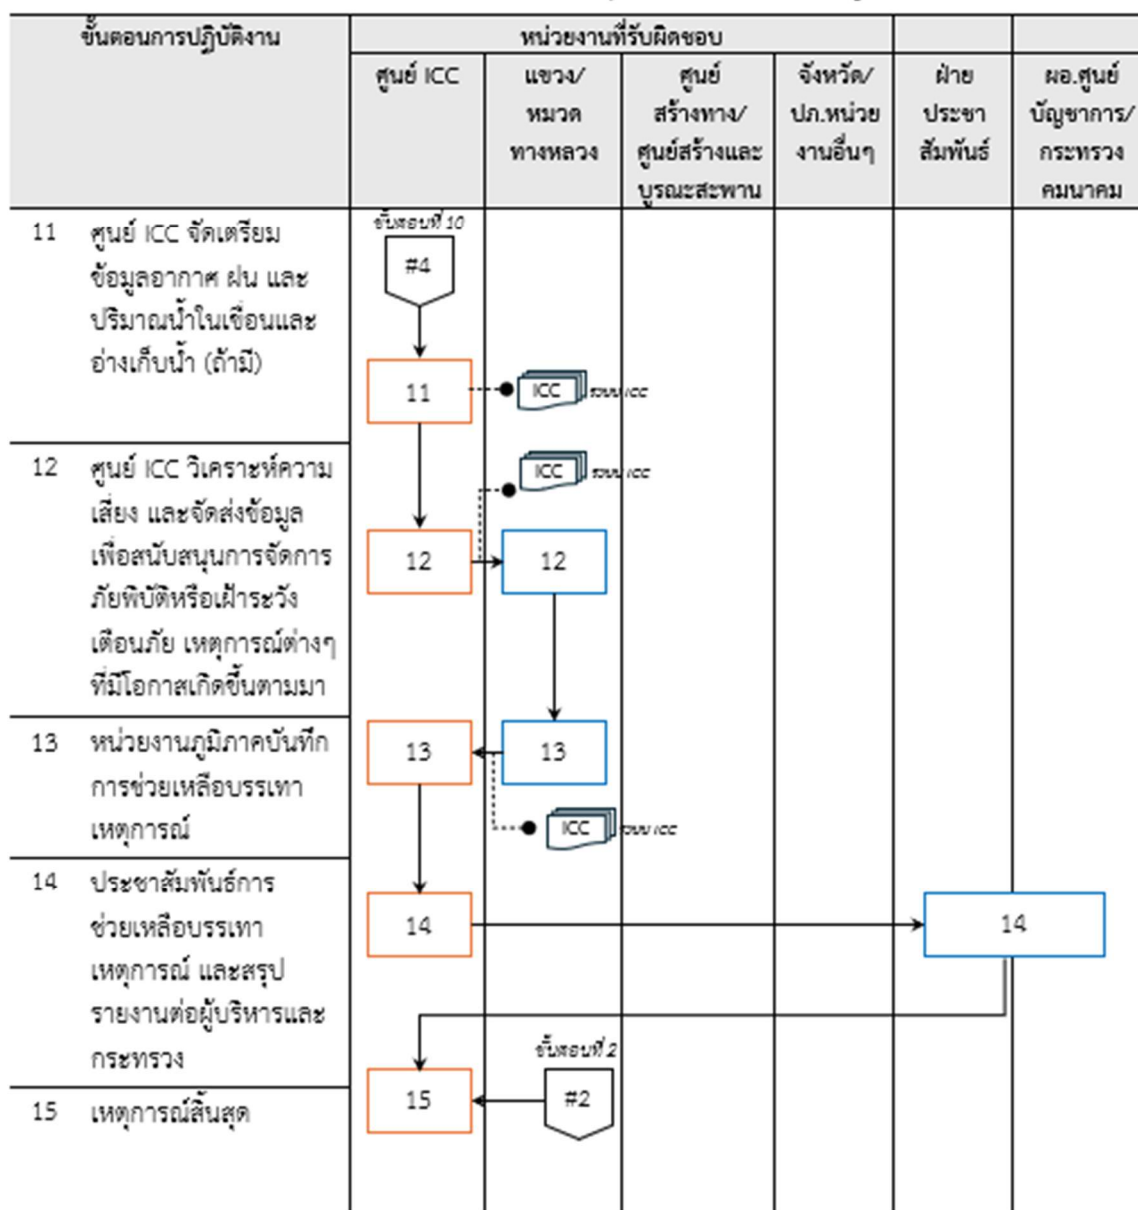 ขั้นตอนการปฏิบัติงาน
หน่วยงานที่รับผิดชอบ
ศูนย์ ICC
แขวง/
หมวด
ทางหลวง
ศูนย์
สร้างทาง/
ศูนย์สร้างและ
บูรณะสะพาน
จังหวัด/
ปภ.หน่วย
งานอื่นๆ
ฝ่าย
ประชา
สัมพันธ์
ผอ.ศูนย์
บัญชาการ/
กระทรวง
คมนาคม
11 ศูนย์ ICC จัดเตรียม
ข้อมูลอากาศ ฝน และ
ปริมาณน้ำในเขื่อนและ
อ่างเก็บน้ำ (ถ้ามี)
ขั้นตอนที่ 10
#4
11
ICC ระบบ ICC
12 ศูนย์ ICC วิเคราะห์ความ
เสี่ยง และจัดส่งข้อมูล
เพื่อสนับสนุนการจัดการ
ภัยพิบัติหรือเฝ้าระวัง
เตือนภัย เหตุการณ์ต่างๆ
ที่มีโอกาสเกิดขึ้นตามมา
ICC ระบบ ICC
12
12
13 หน่วยงานภูมิภาคบันทึก
การช่วยเหลือบรรเทา
เหตุการณ์
13
13
ICC ระบบ ICC
14 ประชาสัมพันธ์การ
ช่วยเหลือบรรเทา
เหตุการณ์ และสรุป
รายงานต่อผู้บริหารและ
กระทรวง
14
14
ขั้นตอนที่ 2
15 เหตุการณ์สิ้นสุด
15
#2